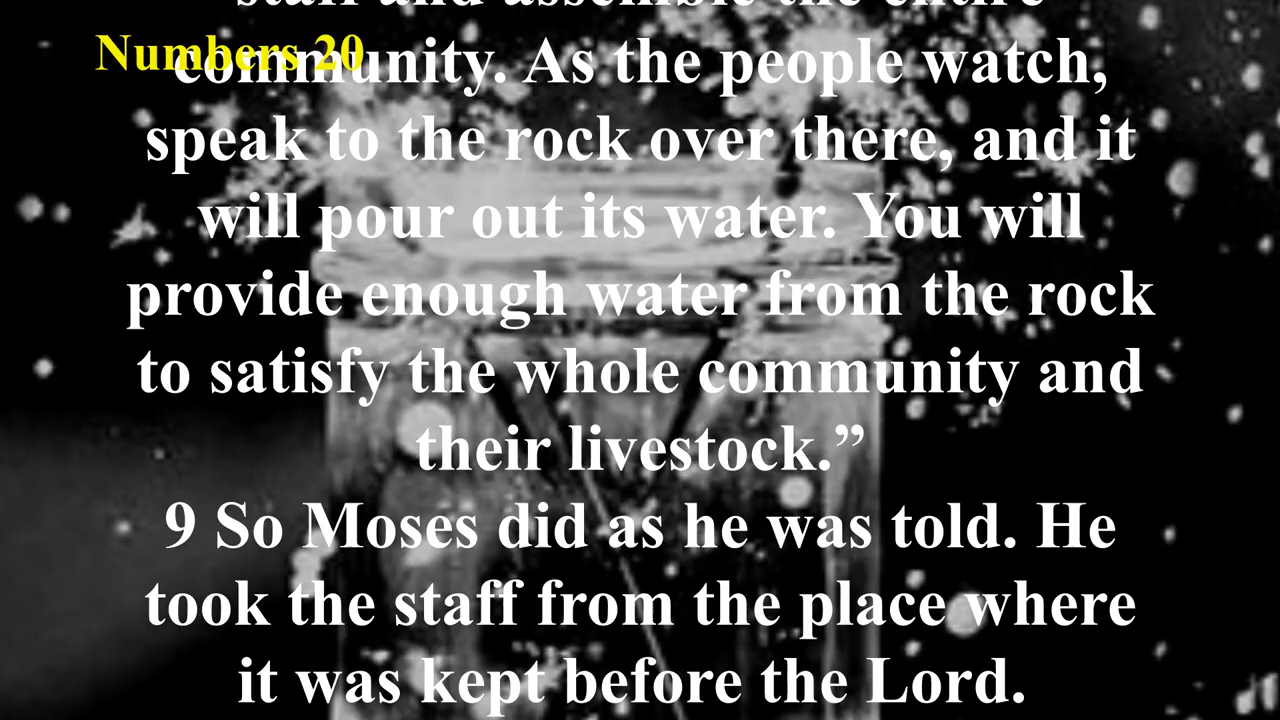 staff and assemble the entire
Numbers 20
community. As the people watch,
speak to the rock over there, and it
will pour out its water. You will
provide enough water from the rock
to satisfy the whole community and
their livestock.”
9 So Moses did as he was told. He
took the staff from the place where
it was kept before the Lord.